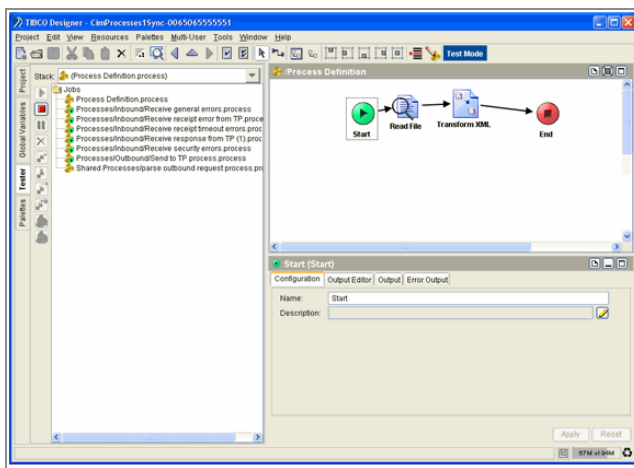 TIBCO Designer - CimProcesses1Sync-0065065555551
Project Edit View Resources Palettes Multi-User Tools Window Help
Test Mode
Project
Global Variables
Tester
Palettes
Stack: (Process Definition.process)
Jobs
Process Definition.process
Processes/Inbound/Receive general errors.process
Processes/Inbound/Receive receipt error from TP.proce
Processes/Inbound/Receive receipt timeout errors.proc
Processes/Inbound/Receive response from TP (1).proc
Processes/Inbound/Receive security errors.process
Processes/Outbound/Send to TP process.process
Shared Processes/parse outbound request process.pro
/Process Definition
Start
Read File
Transform XML
End
Start (Start)
Configuration Output Editor Output Error Output
Name: Start
Description:
Apply Reset
67M of 94M